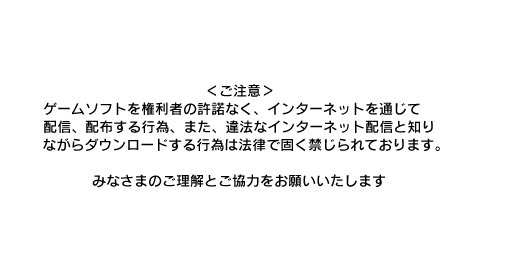 ＜ご注意＞
ゲームソフトを権利者の許諾なく、インターネットを通じて
配信、配布する行為、また、違法なインターネット配信と知り
ながらダウンロードする行為は法律で固く禁じられております。
みなさまのご理解とご協力をお願いいたします